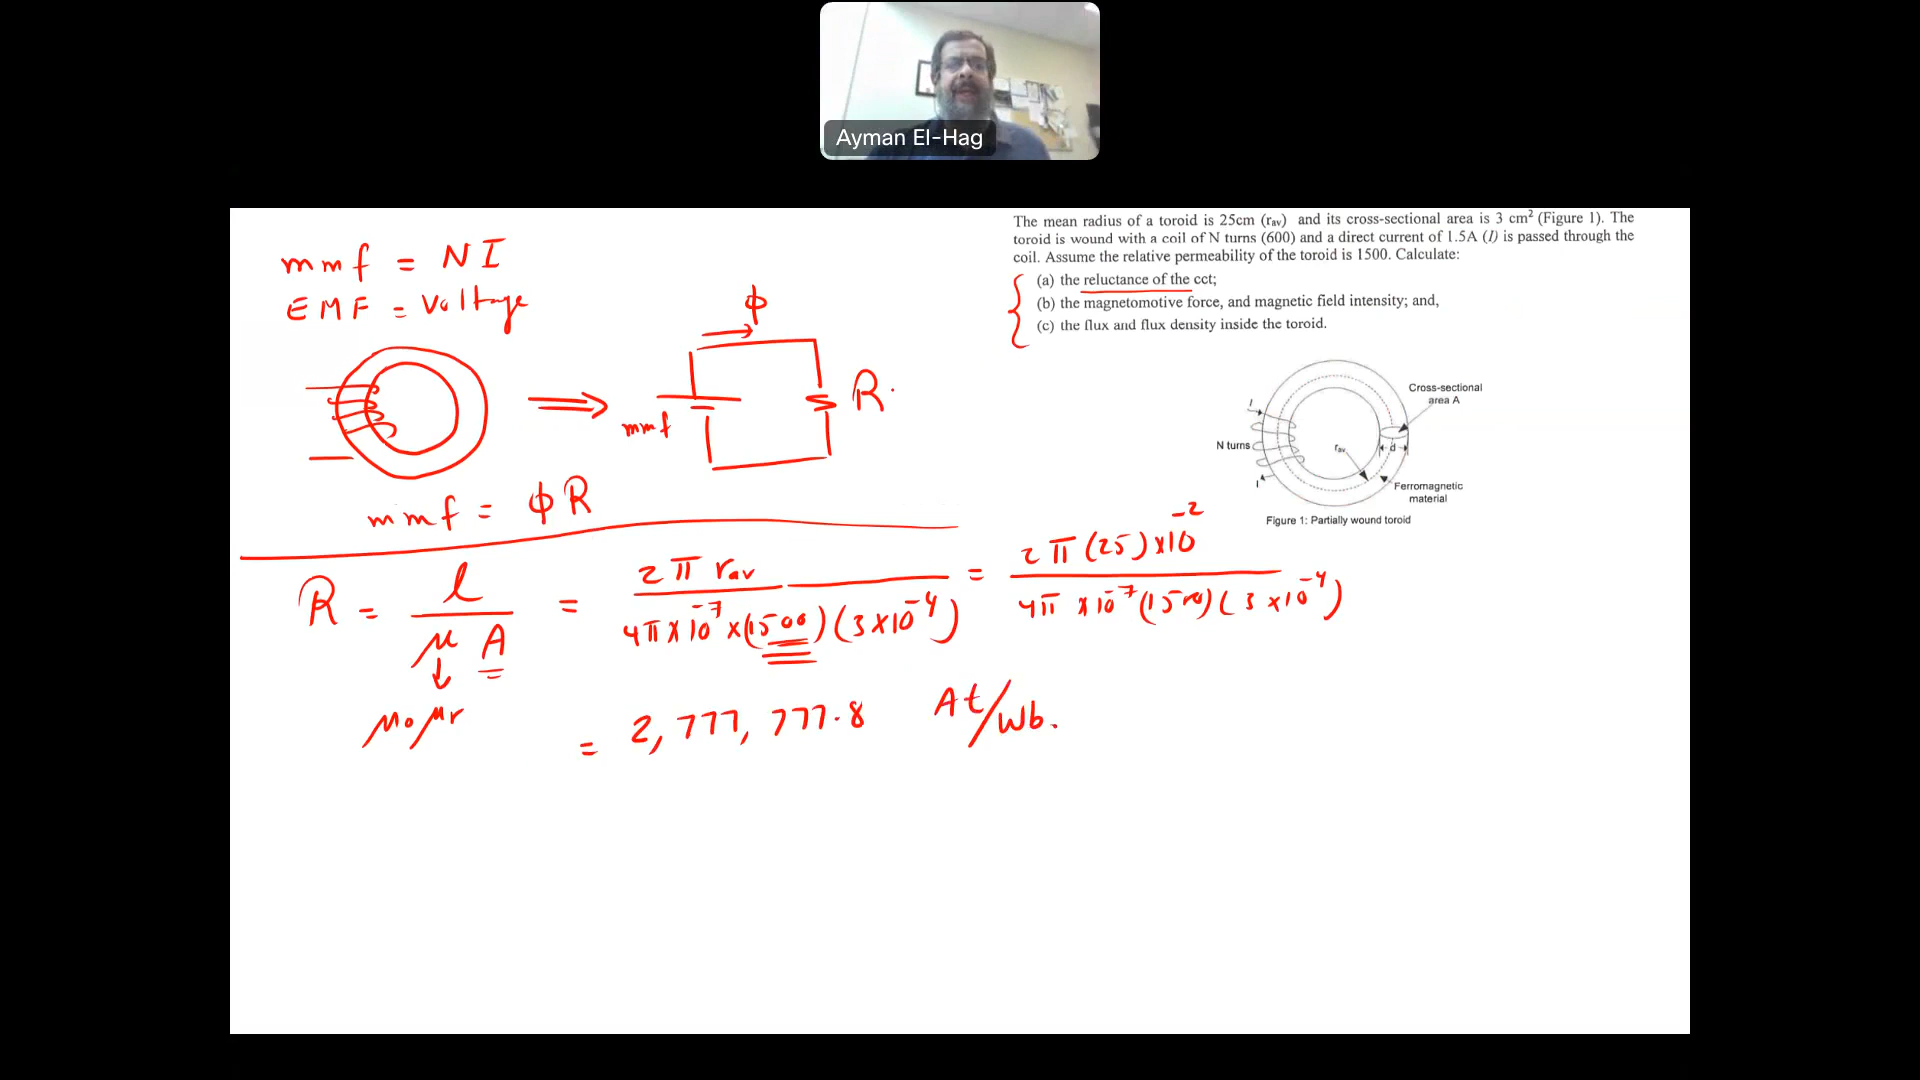 Ayman El-Hag
The mean radius of a toroid is 25cm (rav) and its cross-sectional area is 3 cm² (Figure 1). The
toroid is wound with a coil of N turns (600) and a direct current of 1.5A (I) is passed through the
coil. Assume the relative permeability of the toroid is 1500. Calculate:
(a) the reluctance of the cct;
(b) the magnetomotive force, and magnetic field intensity; and,
(c) the flux and flux density inside the toroid.
mmf = NI
EMF = Voltage
ϕ
mmf
R.
mmf = ϕR
Cross-sectional
area A
I
N turns
rav
d
I
Ferromagnetic
material
Figure 1: Partially wound toroid
R = l / μA = 2π rav / 4π×10⁻⁷×(1500)(3×10⁻⁴) = 2π(25)×10⁻² / 4π×10⁻⁷(1500)(3×10⁻⁴)
↓
μ₀μr
= 2,777,777.8 At/Wb.